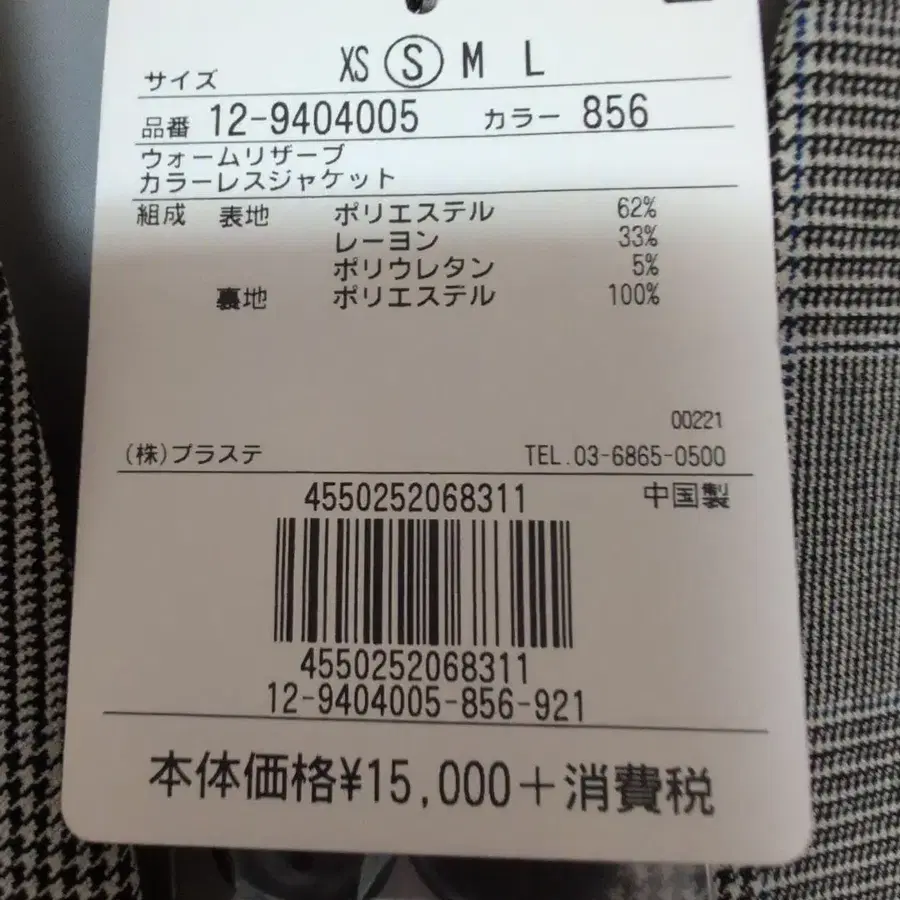 サイズ XS S M L
品番 12-9404005 カラー 856
ウォームリザーブ
カラーレスジャケット
組成 表地 ポリエステル 62%
レーヨン 33%
ポリウレタン 5%
裏地 ポリエステル 100%
00221
(株)プラステ TEL.03-6865-0500
4550252068311 中国製
4550252068311
12-9404005-856-921
本体価格¥15,000+消費税